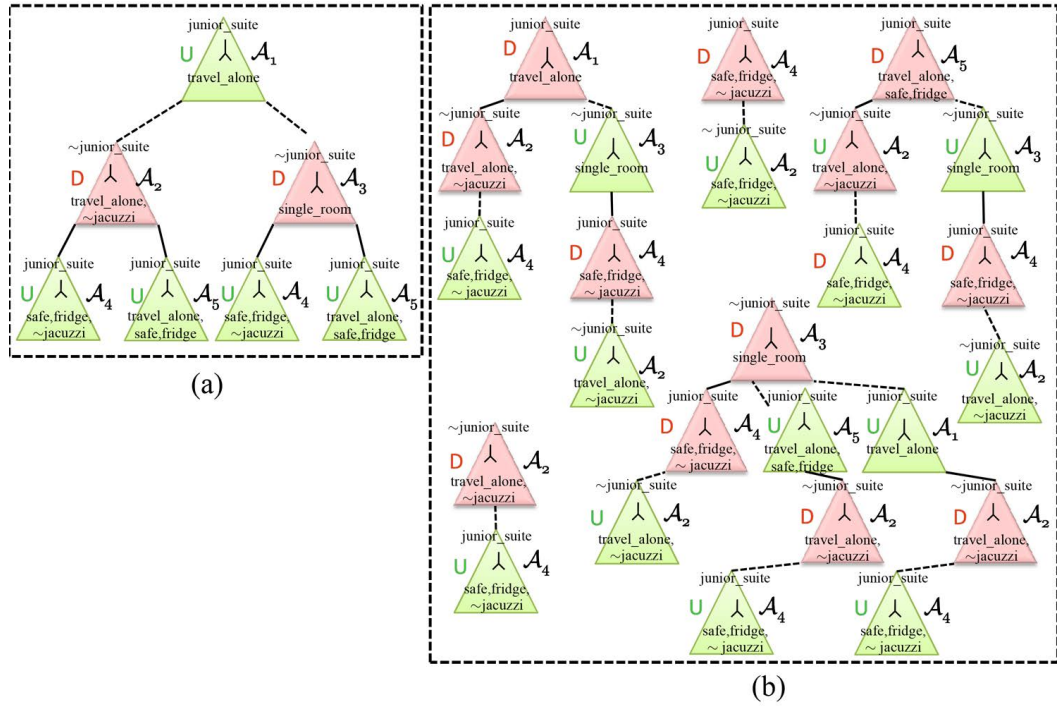 junior_suite
U
𝒜₁
travel_alone
~junior_suite
D
𝒜₂
travel_alone,
~jacuzzi
junior_suite
D
𝒜₃
single_room
junior_suite
U
𝒜₄
safe,fridge,
~jacuzzi
junior_suite
U
𝒜₅
travel_alone,
safe,fridge
junior_suite
U
𝒜₄
safe,fridge,
~jacuzzi
junior_suite
U
𝒜₅
travel_alone,
safe,fridge
(a)
junior_suite
D
𝒜₁
travel_alone
~junior_suite
D
𝒜₂
travel_alone,
~jacuzzi
~junior_suite
U
𝒜₃
single_room
junior_suite
U
𝒜₄
safe,fridge,
~jacuzzi
junior_suite
D
𝒜₄
safe,fridge,
~jacuzzi
~junior_suite
U
𝒜₂
travel_alone,
~jacuzzi
junior_suite
D
𝒜₄
safe,fridge,
~jacuzzi
~junior_suite
U
𝒜₂
safe,fridge,
~jacuzzi
junior_suite
D
𝒜₅
travel_alone,
safe,fridge
~junior_suite
U
𝒜₂
travel_alone,
~jacuzzi
~junior_suite
U
𝒜₃
single_room
junior_suite
D
𝒜₄
safe,fridge,
~jacuzzi
junior_suite
D
𝒜₄
safe,fridge,
~jacuzzi
~junior_suite
U
𝒜₂
travel_alone,
~jacuzzi
~junior_suite
D
𝒜₃
single_room
junior_suite
D
𝒜₄
safe,fridge,
~jacuzzi
junior_suite
U
𝒜₅
travel_alone,
safe,fridge
junior_suite
U
𝒜₁
travel_alone
~junior_suite
U
𝒜₂
travel_alone,
~jacuzzi
~junior_suite
D
𝒜₂
travel_alone,
~jacuzzi
~junior_suite
D
𝒜₂
travel_alone,
~jacuzzi
junior_suite
U
𝒜₄
safe,fridge,
~jacuzzi
junior_suite
U
𝒜₄
safe,fridge,
~jacuzzi
~junior_suite
D
𝒜₂
travel_alone,
~jacuzzi
junior_suite
U
𝒜₄
safe,fridge,
~jacuzzi
(b)